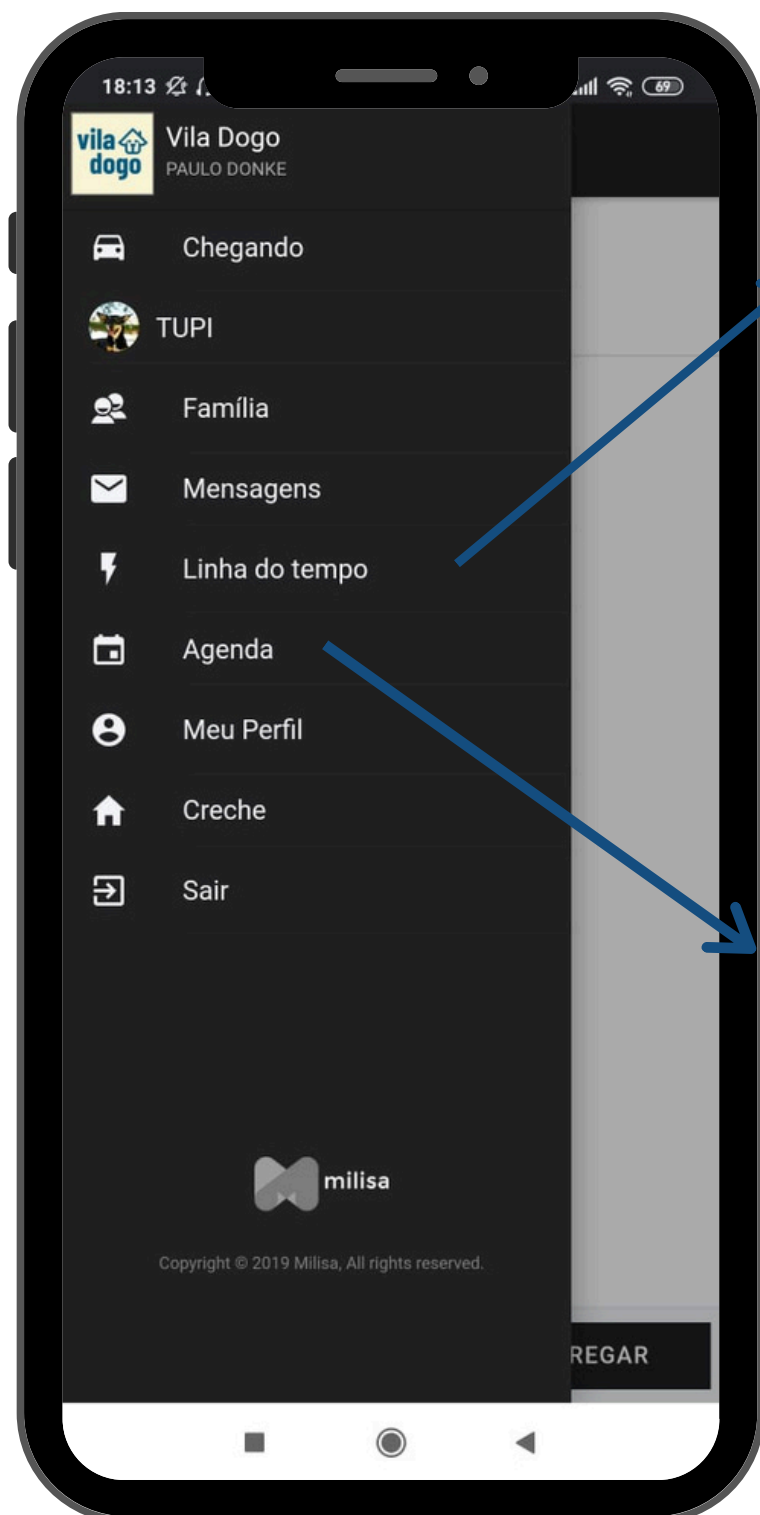 18:13
69
vila
dogo
Vila Dogo
PAULO DONKE
Chegando
TUPI
Família
Mensagens
Linha do tempo
Agenda
Meu Perfil
Creche
Sair
milisa
Copyright © 2019 Milisa, All rights reserved.
REGAR